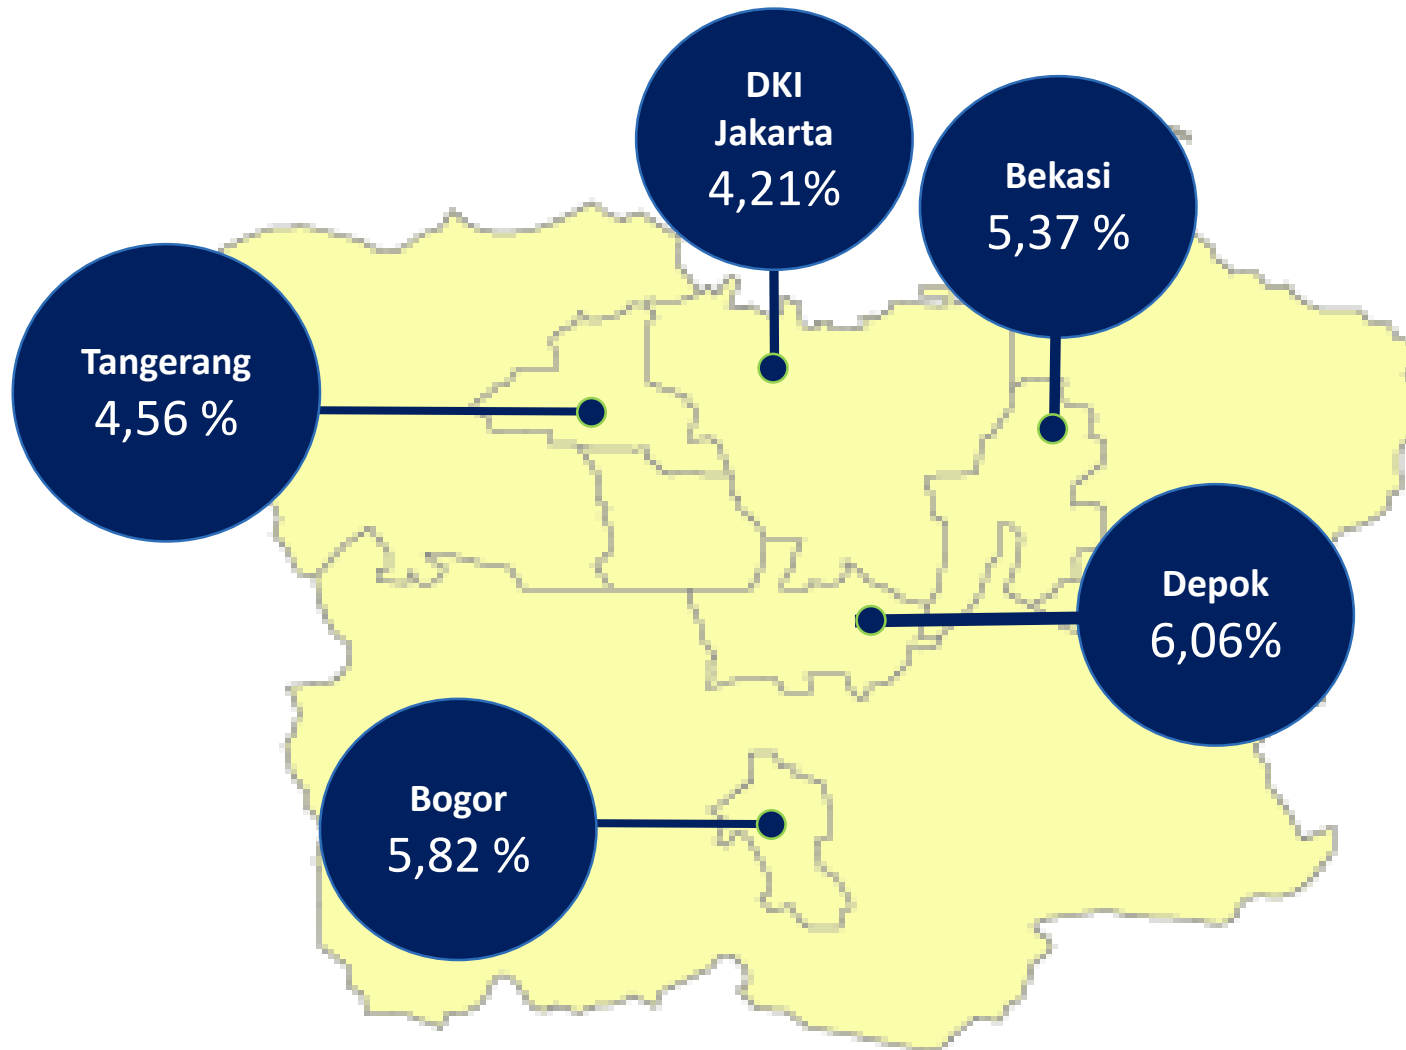 DKI
Jakarta
4,21%
Bekasi
5,37 %
Tangerang
4,56 %
Depok
6,06%
Bogor
5,82 %